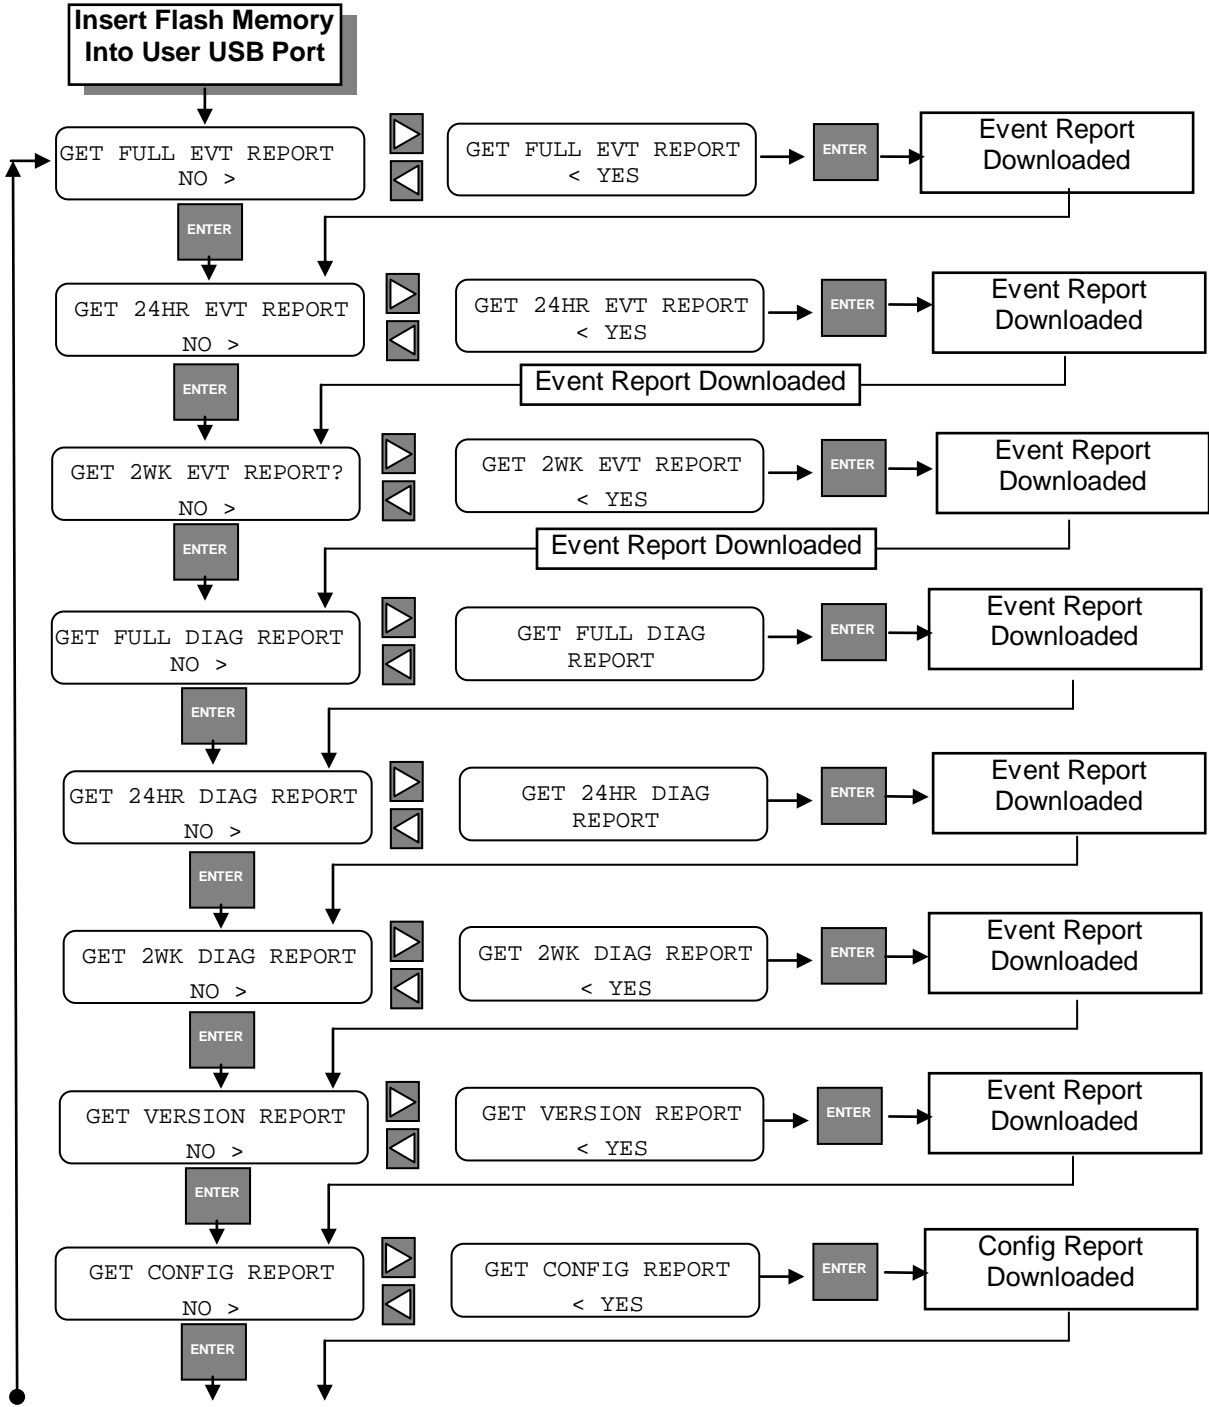 Insert Flash Memory
Into User USB Port
GET FULL EVT REPORT
NO >
GET FULL EVT REPORT
< YES
ENTER
Event Report
Downloaded
ENTER
GET 24HR EVT REPORT
NO >
GET 24HR EVT REPORT
< YES
ENTER
Event Report
Downloaded
ENTER
Event Report Downloaded
GET 2WK EVT REPORT?
NO >
GET 2WK EVT REPORT
< YES
ENTER
Event Report
Downloaded
ENTER
Event Report Downloaded
GET FULL DIAG REPORT
NO >
GET FULL DIAG
REPORT
ENTER
Event Report
Downloaded
ENTER
GET 24HR DIAG REPORT
NO >
GET 24HR DIAG
REPORT
ENTER
Event Report
Downloaded
ENTER
GET 2WK DIAG REPORT
NO >
GET 2WK DIAG REPORT
< YES
ENTER
Event Report
Downloaded
ENTER
GET VERSION REPORT
NO >
GET VERSION REPORT
< YES
ENTER
Event Report
Downloaded
ENTER
GET CONFIG REPORT
NO >
GET CONFIG REPORT
< YES
ENTER
Config Report
Downloaded
ENTER